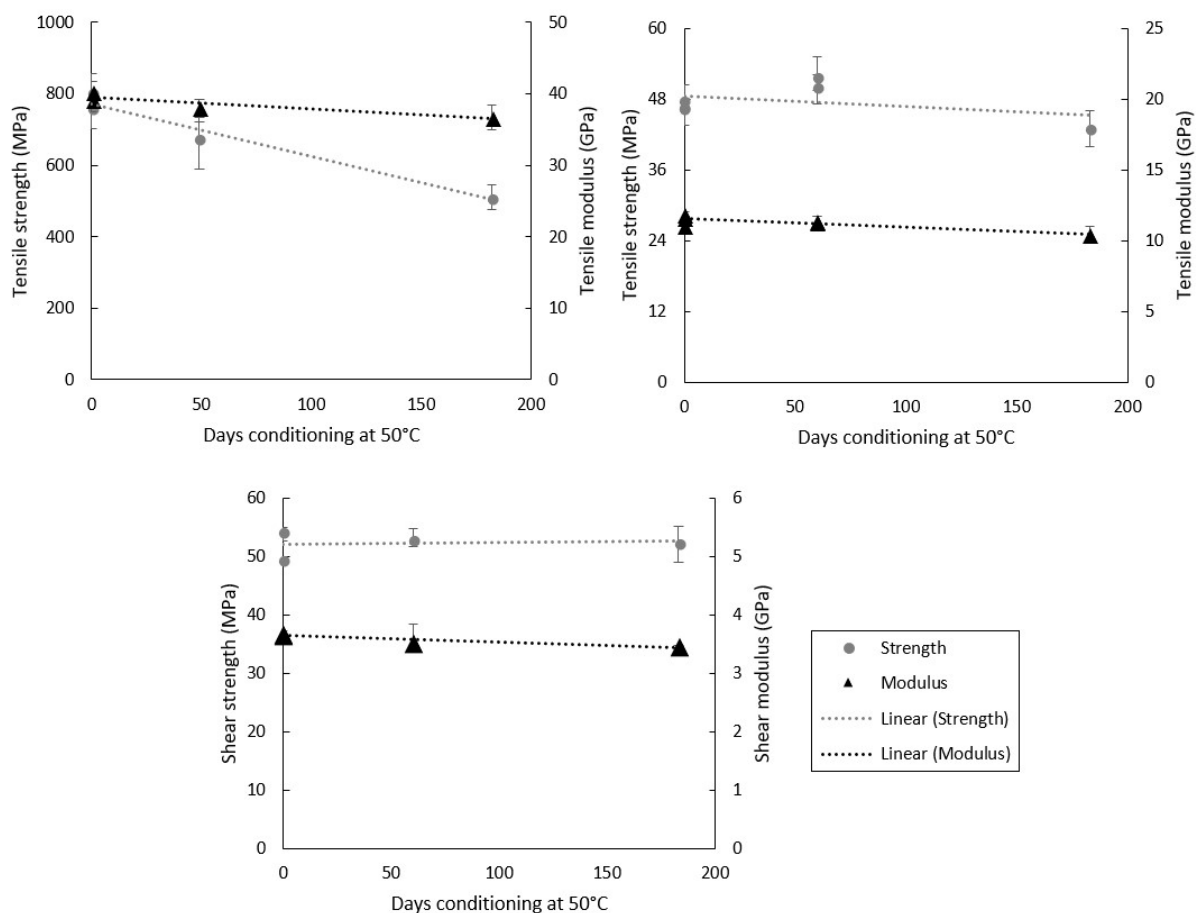 1000
800
600
400
200
0
Tensile strength (MPa)
50
40
30
20
10
0
Tensile modulus (GPa)
0 50 100 150 200
Days conditioning at 50°C
60
48
36
24
12
0
Tensile strength (MPa)
25
20
15
10
5
0
Tensile modulus (GPa)
0 50 100 150 200
Days conditioning at 50°C
60
50
40
30
20
10
0
Shear strength (MPa)
6
5
4
3
2
1
0
Shear modulus (GPa)
0 50 100 150 200
Days conditioning at 50°C
Strength
Modulus
Linear (Strength)
Linear (Modulus)